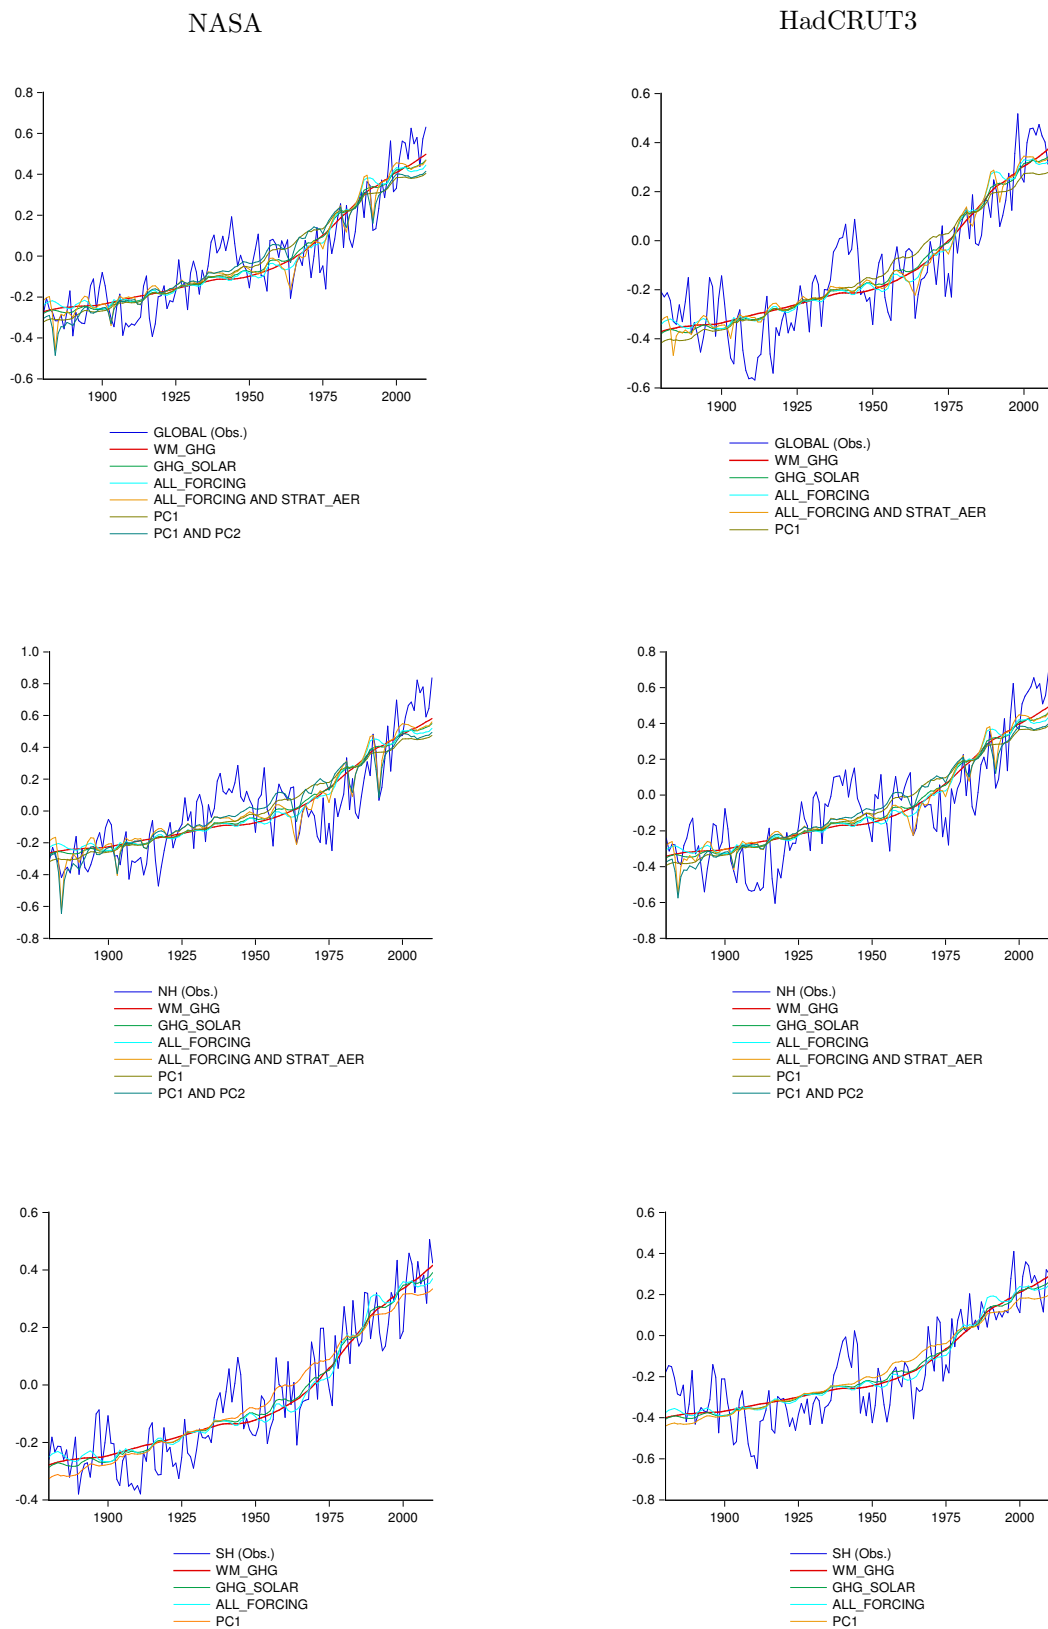 NASA
HadCRUT3
0.8
0.6
0.4
0.2
0.0
-0.2
-0.4
-0.6
1900 1925 1950 1975 2000
GLOBAL (Obs.)
WM_GHG
GHG_SOLAR
ALL_FORCING
ALL_FORCING AND STRAT_AER
PC1
PC1 AND PC2
0.6
0.4
0.2
0.0
-0.2
-0.4
-0.6
1900 1925 1950 1975 2000
GLOBAL (Obs.)
WM_GHG
GHG_SOLAR
ALL_FORCING
ALL_FORCING AND STRAT_AER
PC1
1.0
0.8
0.6
0.4
0.2
0.0
-0.2
-0.4
-0.6
-0.8
1900 1925 1950 1975 2000
NH (Obs.)
WM_GHG
GHG_SOLAR
ALL_FORCING
ALL_FORCING AND STRAT_AER
PC1
PC1 AND PC2
0.8
0.6
0.4
0.2
0.0
-0.2
-0.4
-0.6
-0.8
1900 1925 1950 1975 2000
NH (Obs.)
WM_GHG
GHG_SOLAR
ALL_FORCING
ALL_FORCING AND STRAT_AER
PC1
PC1 AND PC2
0.6
0.4
0.2
0.0
-0.2
-0.4
1900 1925 1950 1975 2000
SH (Obs.)
WM_GHG
GHG_SOLAR
ALL_FORCING
PC1
0.6
0.4
0.2
0.0
-0.2
-0.4
-0.6
-0.8
1900 1925 1950 1975 2000
SH (Obs.)
WM_GHG
GHG_SOLAR
ALL_FORCING
PC1